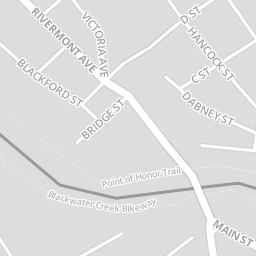 D ST
VICTORIA AVE
RIVERMONT AVE
HANCOCK ST
BLACKFORD ST
C ST
DABNEY ST
BRIDGE ST
Point of Honor Trail
Blackwater Creek Bikeway
MAIN ST